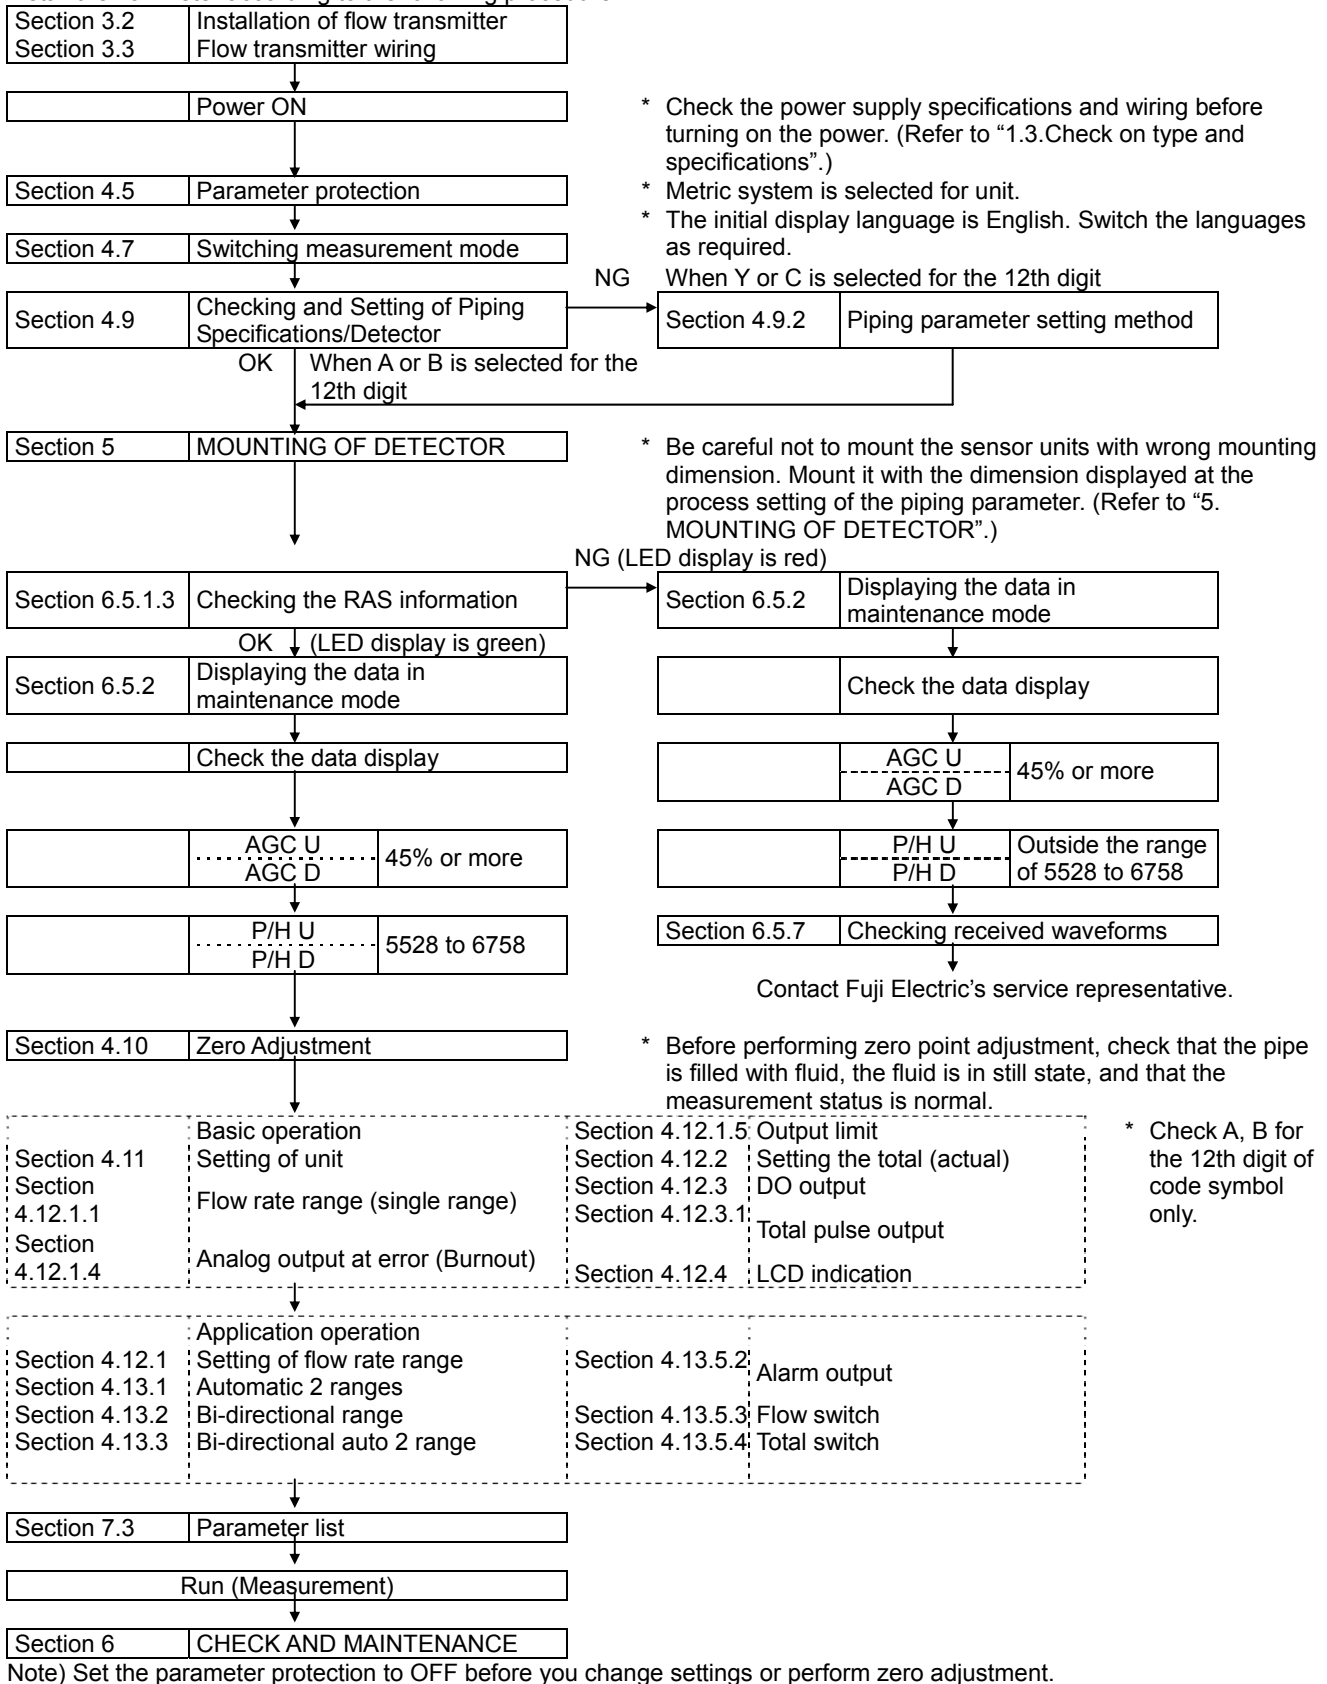 Section 3.2 Installation of flow transmitter
Section 3.3 Flow transmitter wiring
Power ON
* Check the power supply specifications and wiring before
turning on the power. (Refer to “1.3.Check on type and
specifications”.)
Section 4.5 Parameter protection
* Metric system is selected for unit.
* The initial display language is English. Switch the languages
as required.
Section 4.7 Switching measurement mode
NG When Y or C is selected for the 12th digit
Section 4.9 Checking and Setting of Piping
Specifications/Detector
Section 4.9.2 Piping parameter setting method
OK When A or B is selected for the
12th digit
Section 5 MOUNTING OF DETECTOR
* Be careful not to mount the sensor units with wrong mounting
dimension. Mount it with the dimension displayed at the
process setting of the piping parameter. (Refer to “5.
MOUNTING OF DETECTOR”.)
NG (LED display is red)
Section 6.5.1.3 Checking the RAS information
Section 6.5.2 Displaying the data in
maintenance mode
OK (LED display is green)
Section 6.5.2 Displaying the data in
maintenance mode
Check the data display
Check the data display
AGC U
AGC D
45% or more
AGC U
AGC D
45% or more
P/H U
P/H D
Outside the range
of 5528 to 6758
P/H U
P/H D
5528 to 6758
Section 6.5.7 Checking received waveforms
Contact Fuji Electric’s service representative.
Section 4.10 Zero Adjustment
* Before performing zero point adjustment, check that the pipe
is filled with fluid, the fluid is in still state, and that the
measurement status is normal.
Basic operation
Section 4.11 Setting of unit
Section
4.12.1.1
Flow rate range (single range)
Section
4.12.1.4
Analog output at error (Burnout)
Section 4.12.1.5 Output limit
Section 4.12.2 Setting the total (actual)
Section 4.12.3 DO output
Section 4.12.3.1
Total pulse output
Section 4.12.4 LCD indication
* Check A, B for
the 12th digit of
code symbol
only.
Application operation
Section 4.12.1 Setting of flow rate range
Section 4.13.1 Automatic 2 ranges
Section 4.13.2 Bi-directional range
Section 4.13.3 Bi-directional auto 2 range
Section 4.13.5.2
Alarm output
Section 4.13.5.3 Flow switch
Section 4.13.5.4 Total switch
Section 7.3 Parameter list
Run (Measurement)
Section 6 CHECK AND MAINTENANCE
Note) Set the parameter protection to OFF before you change settings or perform zero adjustment.